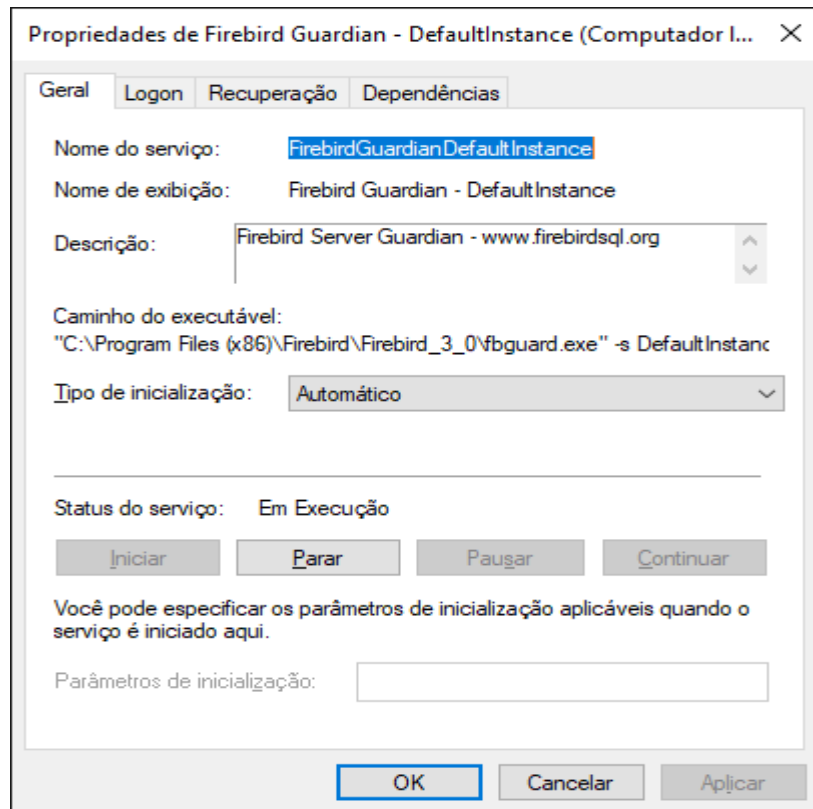 Propriedades de Firebird Guardian - DefaultInstance (Computador l...
Geral Logon Recuperação Dependências
Nome do serviço: FirebirdGuardianDefaultInstance
Nome de exibição: Firebird Guardian - DefaultInstance
Descrição: Firebird Server Guardian - www.firebirdsql.org
Caminho do executável:
"C:\Program Files (x86)\Firebird\Firebird_3_0\fbguard.exe" -s DefaultInstanc
Tipo de inicialização: Automático
Status do serviço: Em Execução
Iniciar Parar Pausar Continuar
Você pode especificar os parâmetros de inicialização aplicáveis quando o
serviço é iniciado aqui.
Parâmetros de inicialização:
OK Cancelar Aplicar